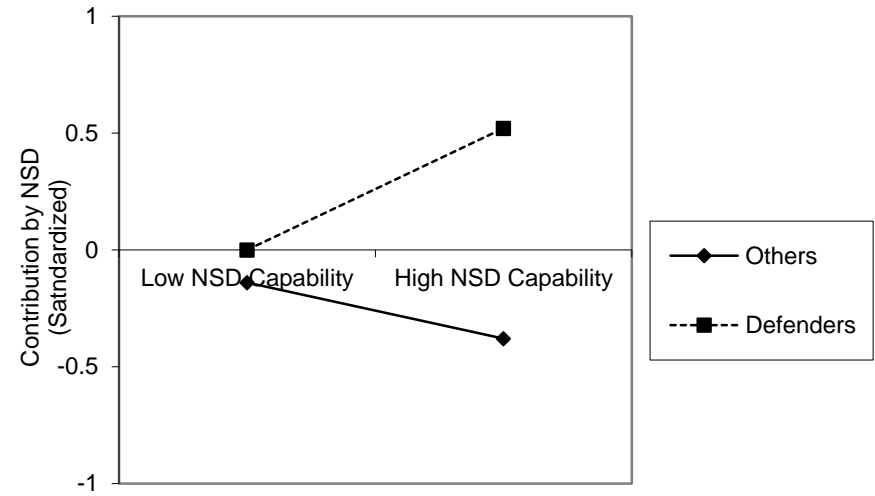 1
0.5
0
-0.5
-1
Contribution by NSD
(Satndardized)
Low NSD Capability
High NSD Capability
Others
Defenders